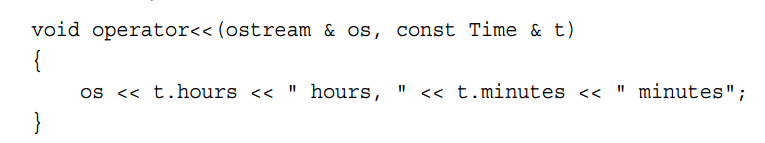 void operator<<(ostream & os, const Time & t)
{
os << t.hours << " hours, " << t.minutes << " minutes";
}